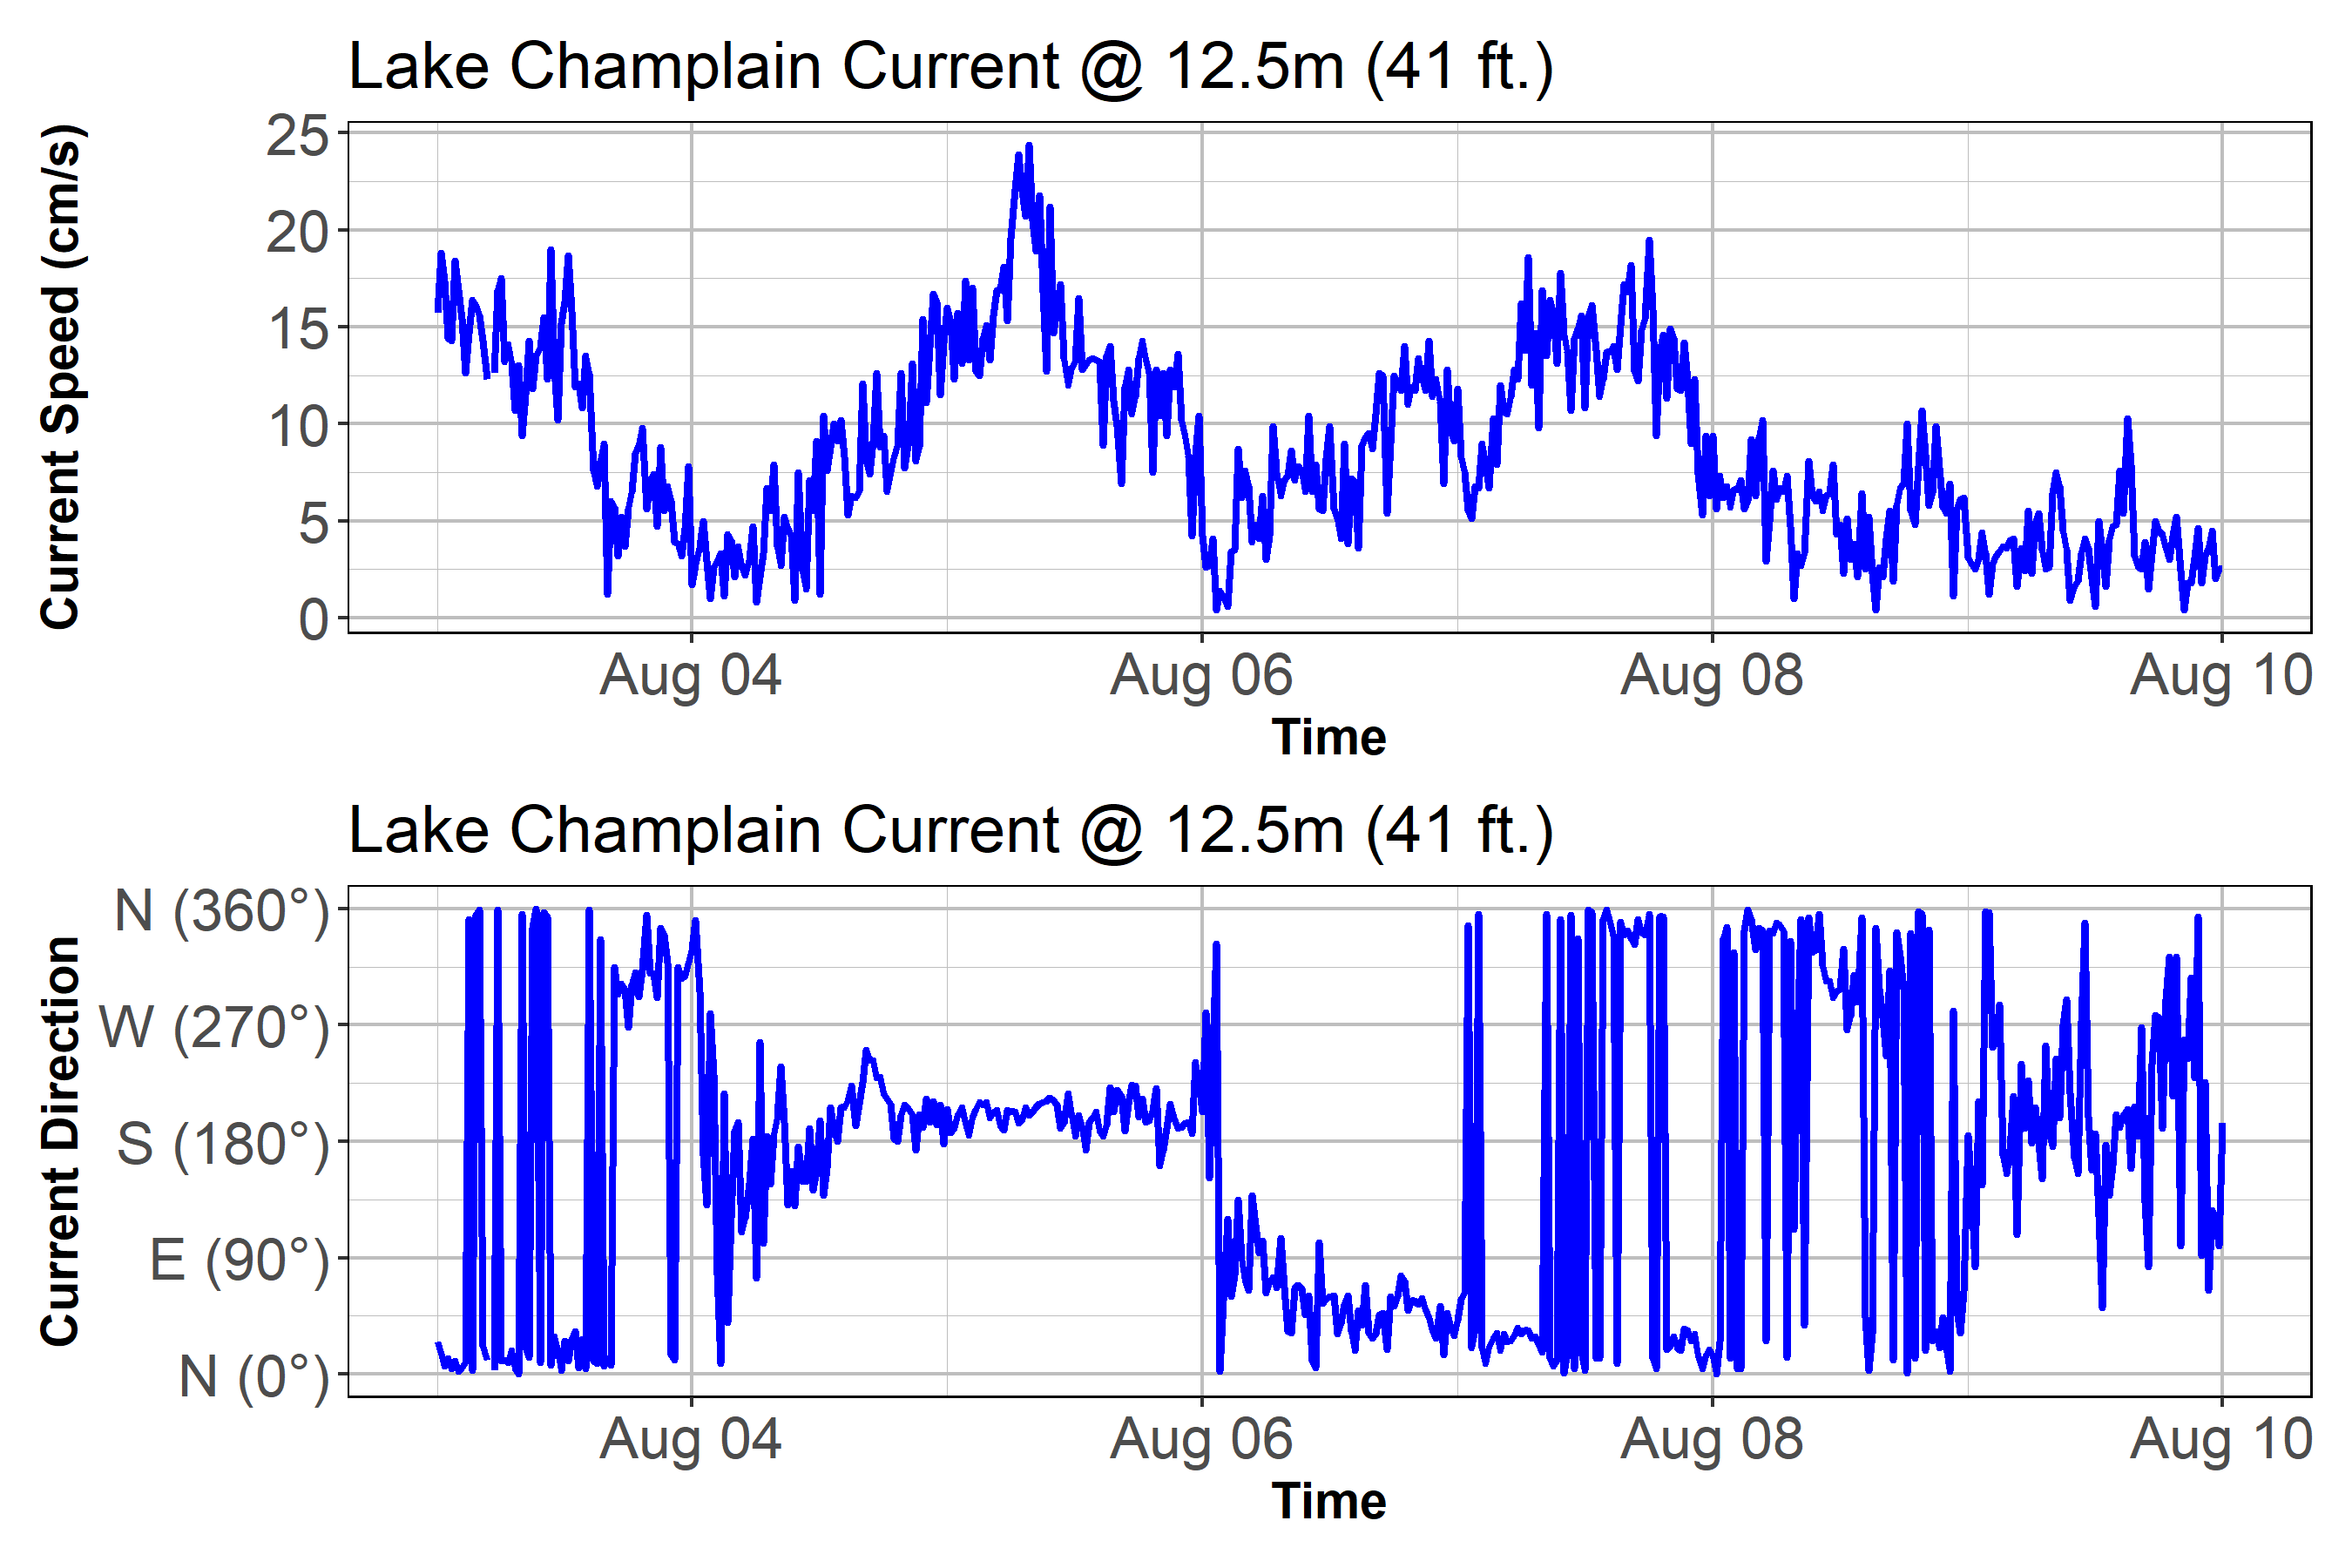 Lake Champlain Current @ 12.5m (41 ft.)
Current Speed (cm/s)
25
20
15
10
5
0
Aug 04 Aug 06 Aug 08 Aug 10
Time
Lake Champlain Current @ 12.5m (41 ft.)
Current Direction
N (360°)
W (270°)
S (180°)
E (90°)
N (0°)
Aug 04 Aug 06 Aug 08 Aug 10
Time